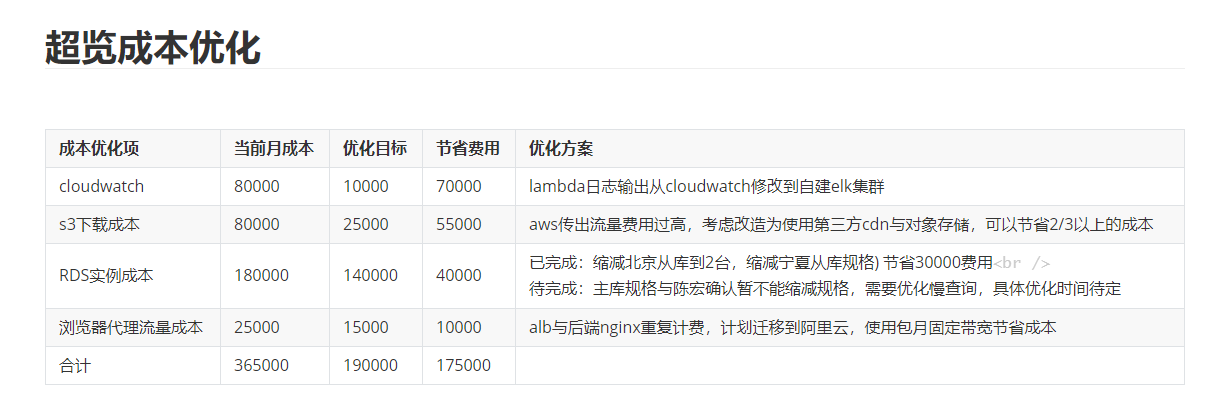 超览成本优化
成本优化项 当前月成本 优化目标 节省费用 优化方案
cloudwatch 80000 10000 70000 lambda日志输出从cloudwatch修改到自建elk集群
s3下载成本 80000 25000 55000 aws传出流量费用过高，考虑改造为使用第三方cdn与对象存储，可以节省2/3以上的成本
RDS实例成本 180000 140000 40000 已完成：缩减北京从库到2台，缩减宁夏从库规格) 节省30000费用<br />
待完成：主库规格与陈宏确认暂不能缩减规格，需要优化慢查询，具体优化时间待定
浏览器代理流量成本 25000 15000 10000 alb与后端nginx重复计费，计划迁移到阿里云，使用包月固定带宽节省成本
合计 365000 190000 175000